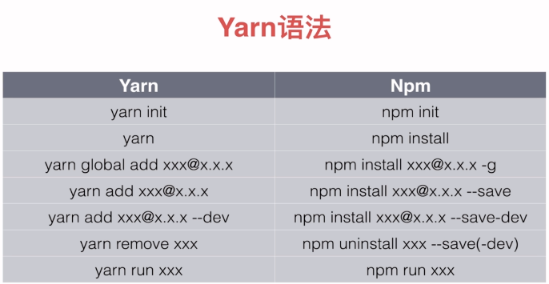 Yarn语法
Yarn Npm
yarn init npm init
yarn npm install
yarn global add xxx@x.x.x npm install xxx@x.x.x -g
yarn add xxx@x.x.x npm install xxx@x.x.x --save
yarn add xxx@x.x.x --dev npm install xxx@x.x.x --save-dev
yarn remove xxx npm uninstall xxx --save(-dev)
yarn run xxx npm run xxx